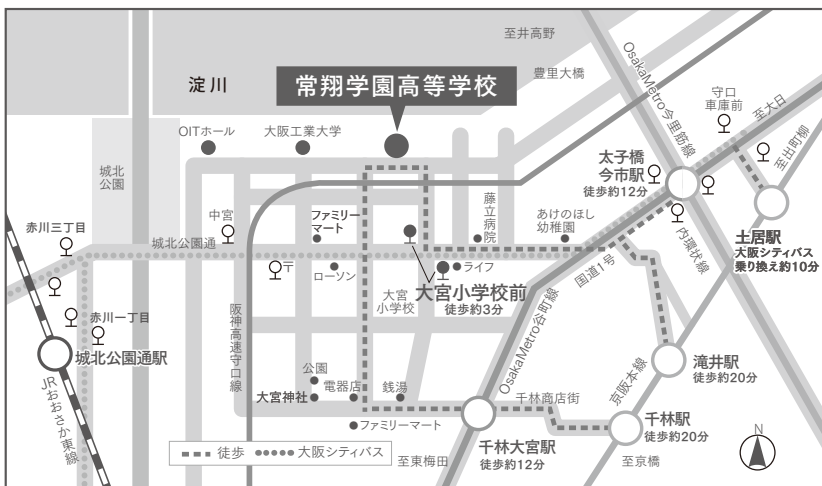 至井高野
豊里大橋
OsakaMetro今里筋線
守口
車庫前
至大日
至出町柳
淀川
常翔学園高等学校
OITホール
大阪工業大学
太子橋
今市駅
徒歩約12分
城北
公園
中宮
ファミリー
マート
藤立病院
あけのほし
幼稚園
赤川三丁目
城北公園通
〒
ローソン
大宮
小学校
ライフ
大宮小学校前
徒歩約3分
国道1号
内環状線
土居駅
大阪シティバス
乗り換え約10分
赤川一丁目
城北公園通駅
JRおおさか東線
阪神高速守口線
OsakaMetro谷町線
公園
電器店
銭湯
大宮神社
ファミリーマート
千林商店街
京阪本線
滝井駅
徒歩約20分
千林大宮駅
徒歩約12分
千林駅
徒歩約20分
至東梅田
至京橋
徒歩
大阪シティバス
N